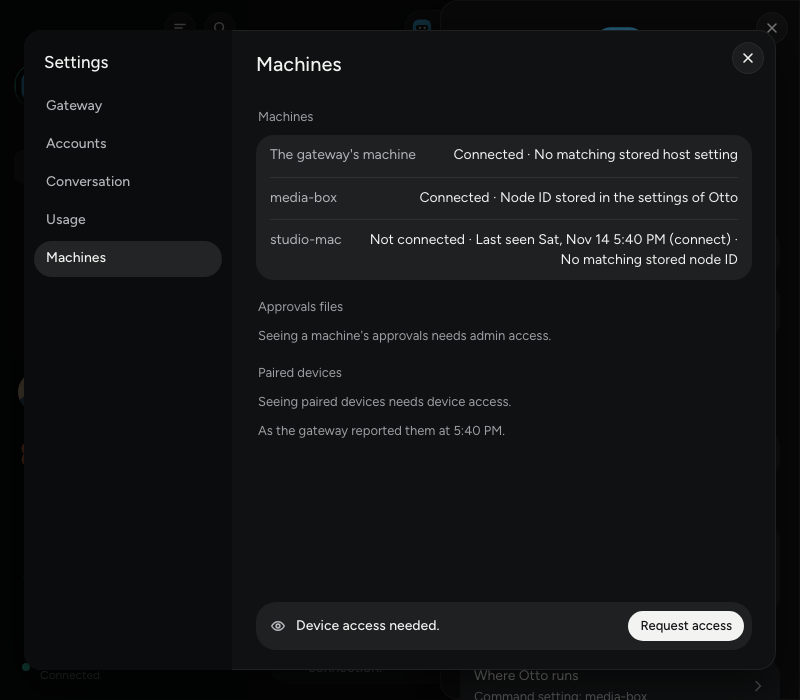 Settings
Gateway
Accounts
Conversation
Usage
Machines
Machines
Machines
The gateway's machine
Connected · No matching stored host setting
media-box
Connected · Node ID stored in the settings of Otto
studio-mac
Not connected · Last seen Sat, Nov 14 5:40 PM (connect) ·
No matching stored node ID
Approvals files
Seeing a machine's approvals needs admin access.
Paired devices
Seeing paired devices needs device access.
As the gateway reported them at 5:40 PM.
Device access needed.
Request access
Connected
Where Otto runs
Command setting: media-box